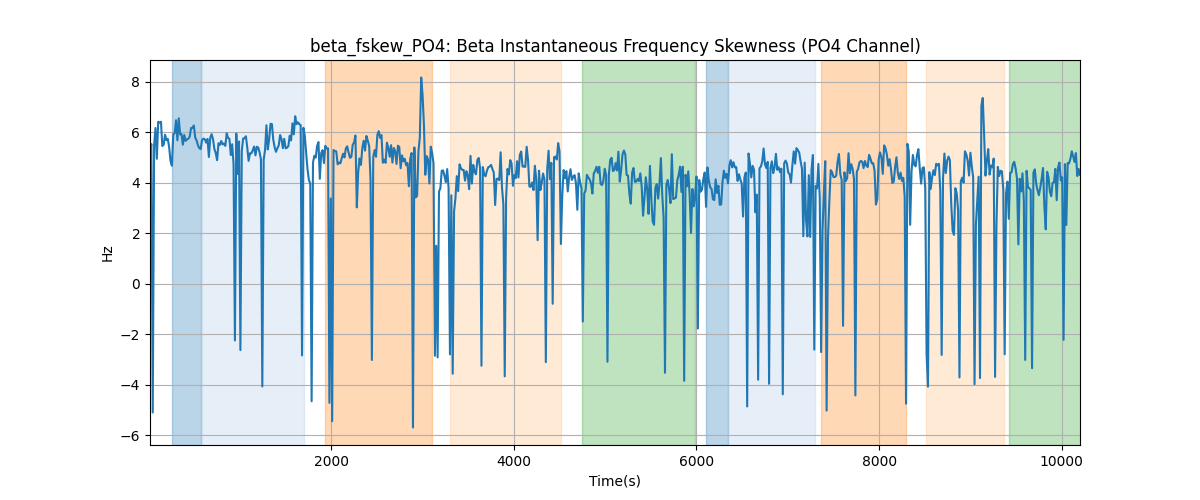 beta_fskew_PO4: Beta Instantaneous Frequency Skewness (PO4 Channel)
8
6
4
2
0
−2
−4
−6
Hz
2000 4000 6000 8000 10000
Time(s)